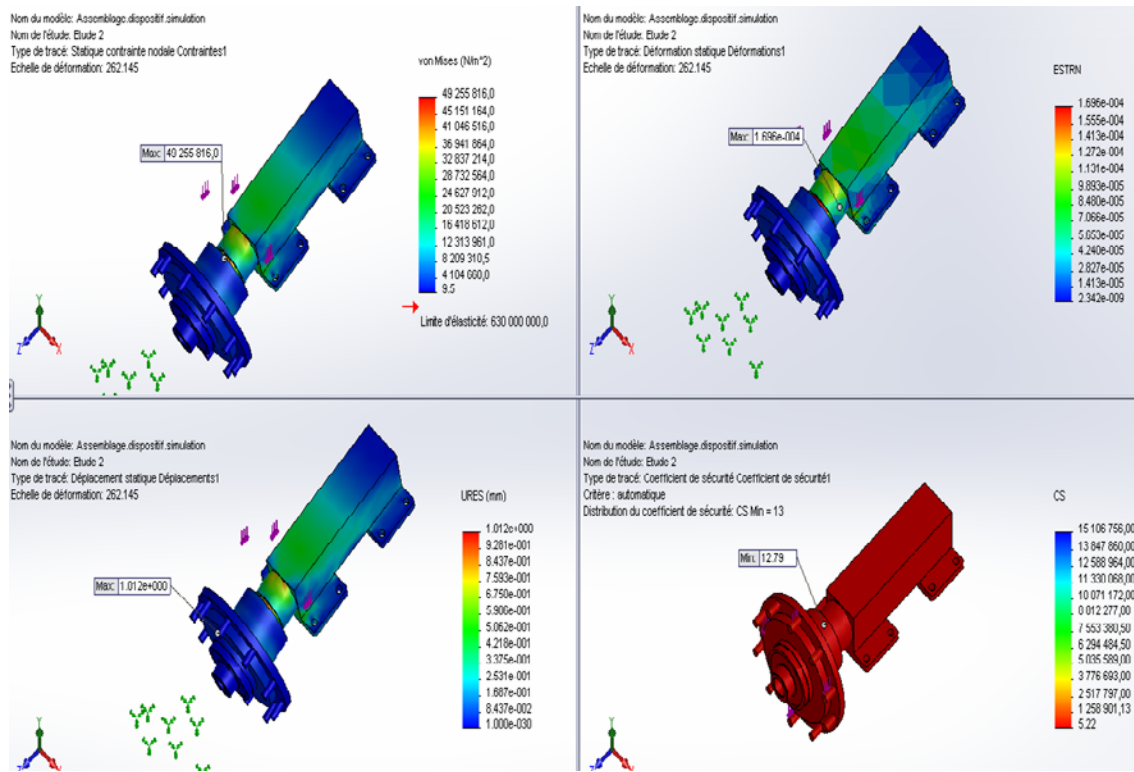 Nom du modèle: Assemblage.dispositif.simulation
Nom de l'étude: Etude 2
Type de tracé: Statique contrainte nodale Contraintes1
Echelle de déformation: 262.145
von Mises (N/m^2)
49 255 816,0
45 151 164,0
41 046 516,0
36 941 864,0
32 837 214,0
28 732 564,0
24 627 912,0
20 523 262,0
16 418 612,0
12 313 961,0
8 209 310,5
4 104 660,0
9.5
Limite d'élasticité: 630 000 000,0
Max: 49 255 816,0
Y
Z
X
Nom du modèle: Assemblage.dispositif.simulation
Nom de l'étude: Etude 2
Type de tracé: Déformation statique Déformations1
Echelle de déformation: 262.145
ESTRN
1.696e-004
1.555e-004
1.413e-004
1.272e-004
1.131e-004
9.893e-005
8.480e-005
7.066e-005
5.653e-005
4.240e-005
2.827e-005
1.413e-005
2.342e-009
Max: 1.696e-004
Y
Z
X
Nom du modèle: Assemblage.dispositif.simulation
Nom de l'étude: Etude 2
Type de tracé: Déplacement statique Déplacements1
Echelle de déformation: 262.145
URES (mm)
1.012e+000
9.281e-001
8.437e-001
7.593e-001
6.750e-001
5.906e-001
5.062e-001
4.218e-001
3.375e-001
2.531e-001
1.687e-001
8.437e-002
1.000e-030
Max: 1.012e+000
Y
Z
X
Nom du modèle: Assemblage.dispositif.simulation
Nom de l'étude: Etude 2
Type de tracé: Coefficient de sécurité Coefficient de sécurité1
Critère : automatique
Distribution du coefficient de sécurité: CS Min = 13
CS
15 106 756,00
13 847 860,00
12 588 964,00
11 330 068,00
10 071 172,00
8 812 277,00
7 553 380,50
6 294 484,50
5 035 589,00
3 776 693,00
2 517 797,00
1 258 901,13
5.22
Min: 12.79
Y
Z
X